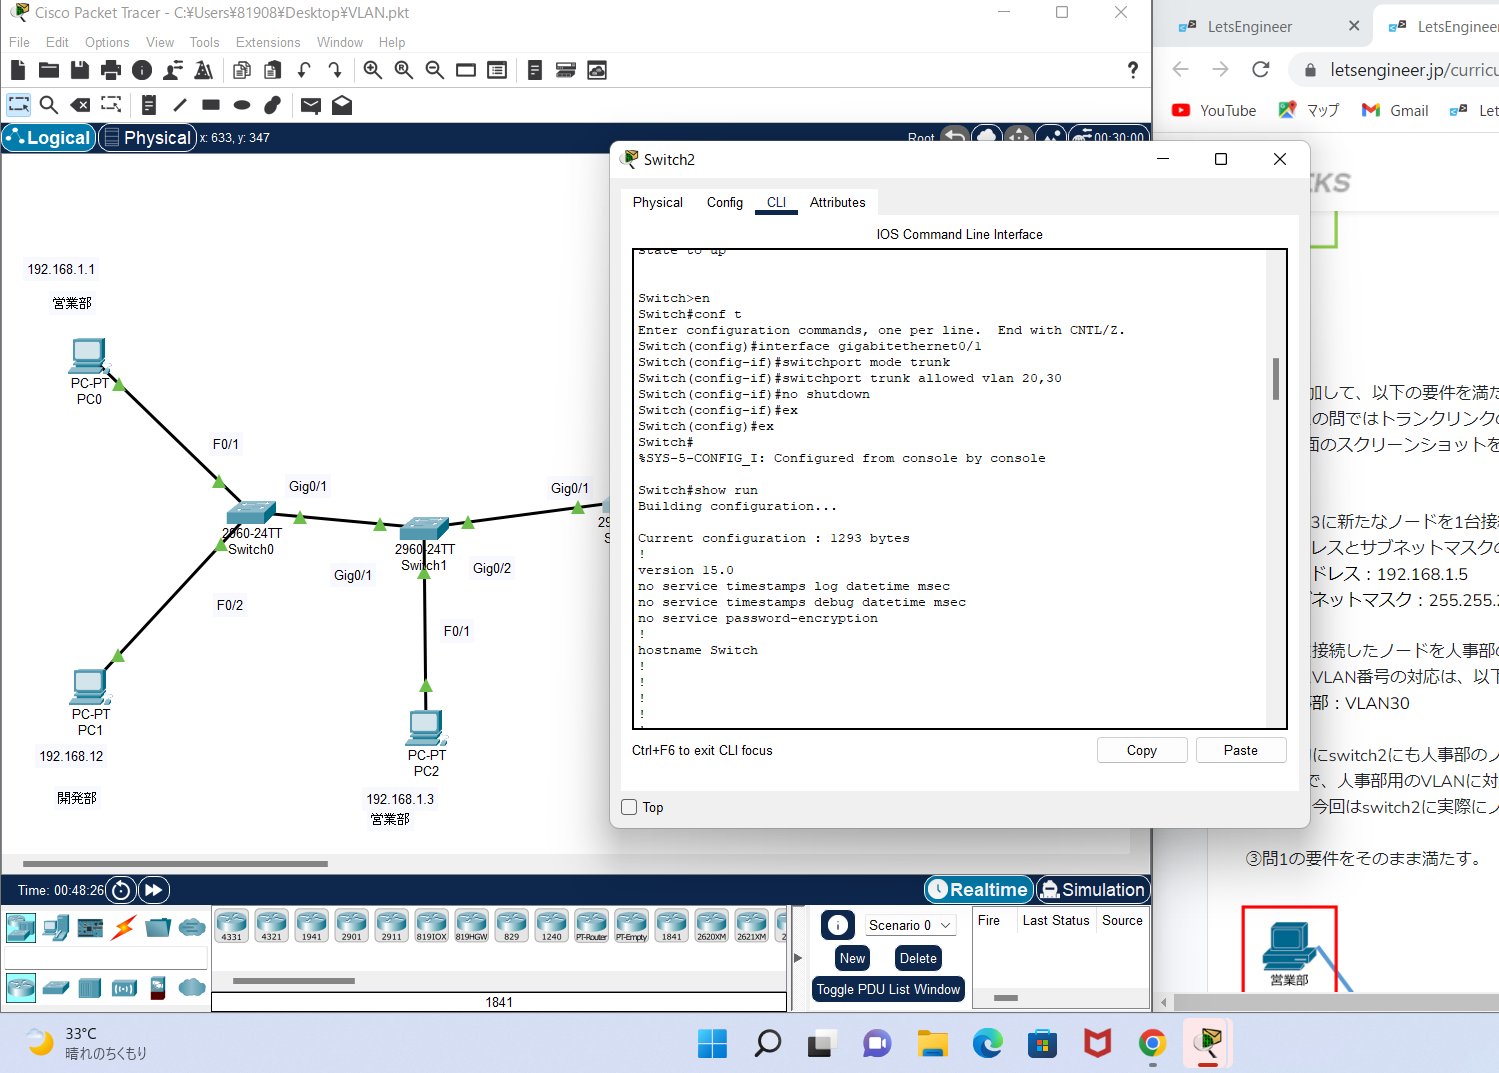 Cisco Packet Tracer - C:¥Users¥81908¥Desktop¥VLAN.pkt
File Edit Options View Tools Extensions Window Help
Logical Physical x: 633, y: 347
Root 00:30:00
192.168.1.1
営業部
PC-PT
PC0
F0/1
Gig0/1
Gig0/1
2960-24TT
Switch0
2960-24TT
Switch1
Gig0/1
Gig0/2
F0/2
F0/1
PC-PT
PC1
192.168.12
開発部
PC-PT
PC2
192.168.1.3
営業部
Switch2
Physical Config CLI Attributes
IOS Command Line Interface
state to up
Switch>en
Switch#conf t
Enter configuration commands, one per line. End with CNTL/Z.
Switch(config)#interface gigabitethernet0/1
Switch(config-if)#switchport mode trunk
Switch(config-if)#switchport trunk allowed vlan 20,30
Switch(config-if)#no shutdown
Switch(config-if)#ex
Switch(config)#ex
Switch#
%SYS-5-CONFIG_I: Configured from console by console
Switch#show run
Building configuration...
Current configuration : 1293 bytes
!
version 15.0
no service timestamps log datetime msec
no service timestamps debug datetime msec
no service password-encryption
!
hostname Switch
!
!
!
!
Ctrl+F6 to exit CLI focus
Copy Paste
Top
Time: 00:48:26
Realtime Simulation
4331 4321 1941 2901 2911 819IOX 819HGW 829 1240 PT-Router PT-Empty 1841 2620XM 2621XM
1841
Scenario 0
New Delete
Toggle PDU List Window
Fire Last Status Source
LetsEngineer
LetsEngineer
letsengineer.jp/curricu
YouTube マップ Gmail Let
EKS
加して、以下の要件を満た
の問ではトランクリンクの
面のスクリーンショットを
3に新たなノードを1台接続
レスとサブネットマスクの
ドレス：192.168.1.5
ネットマスク：255.255.2
接続したノードを人事部の
VLAN番号の対応は、以下
部：VLAN30
にswitch2にも人事部のノ
で、人事部用のVLANに対
今回はswitch2に実際にノ
③問1の要件をそのまま満たす。
営業部
33°C
晴れのちくもり